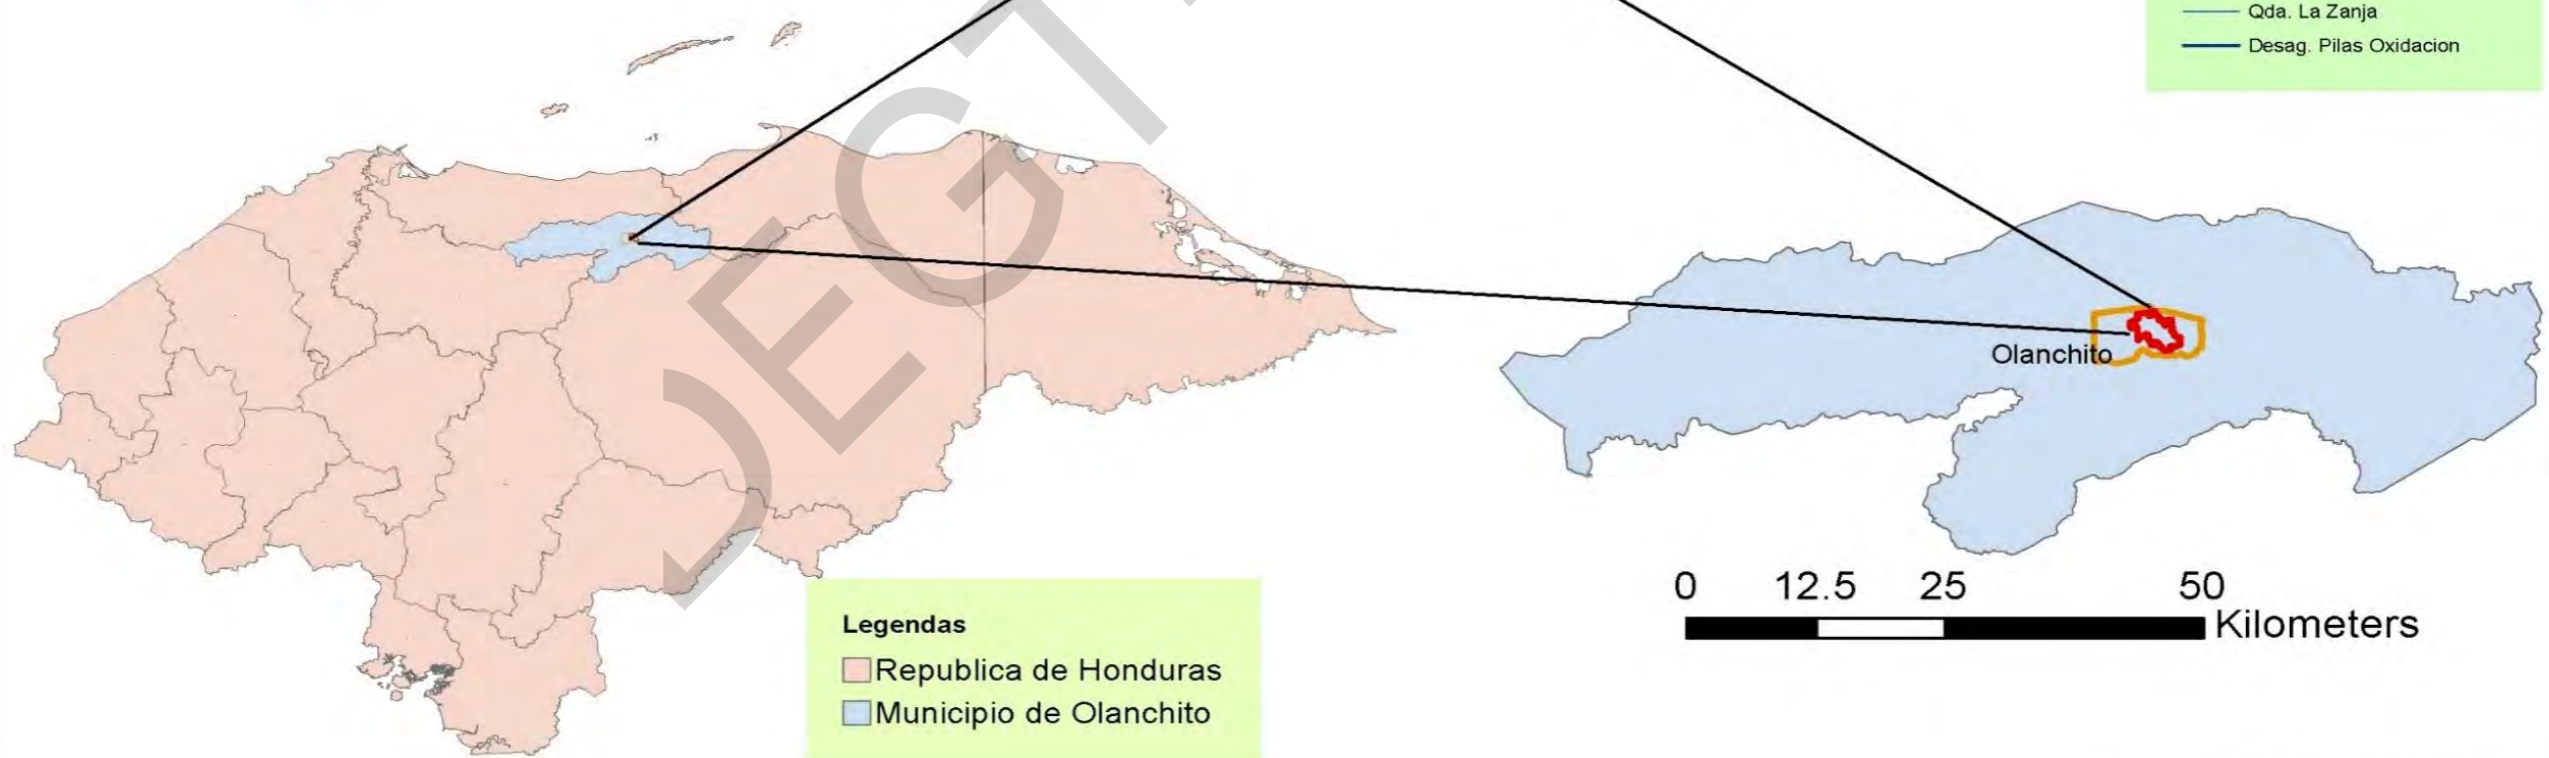 Qda. La Zanja
Desag. Pilas Oxidacion
Olanchito
0 12.5 25 50
Kilometers
Legendas
Republica de Honduras
Municipio de Olanchito